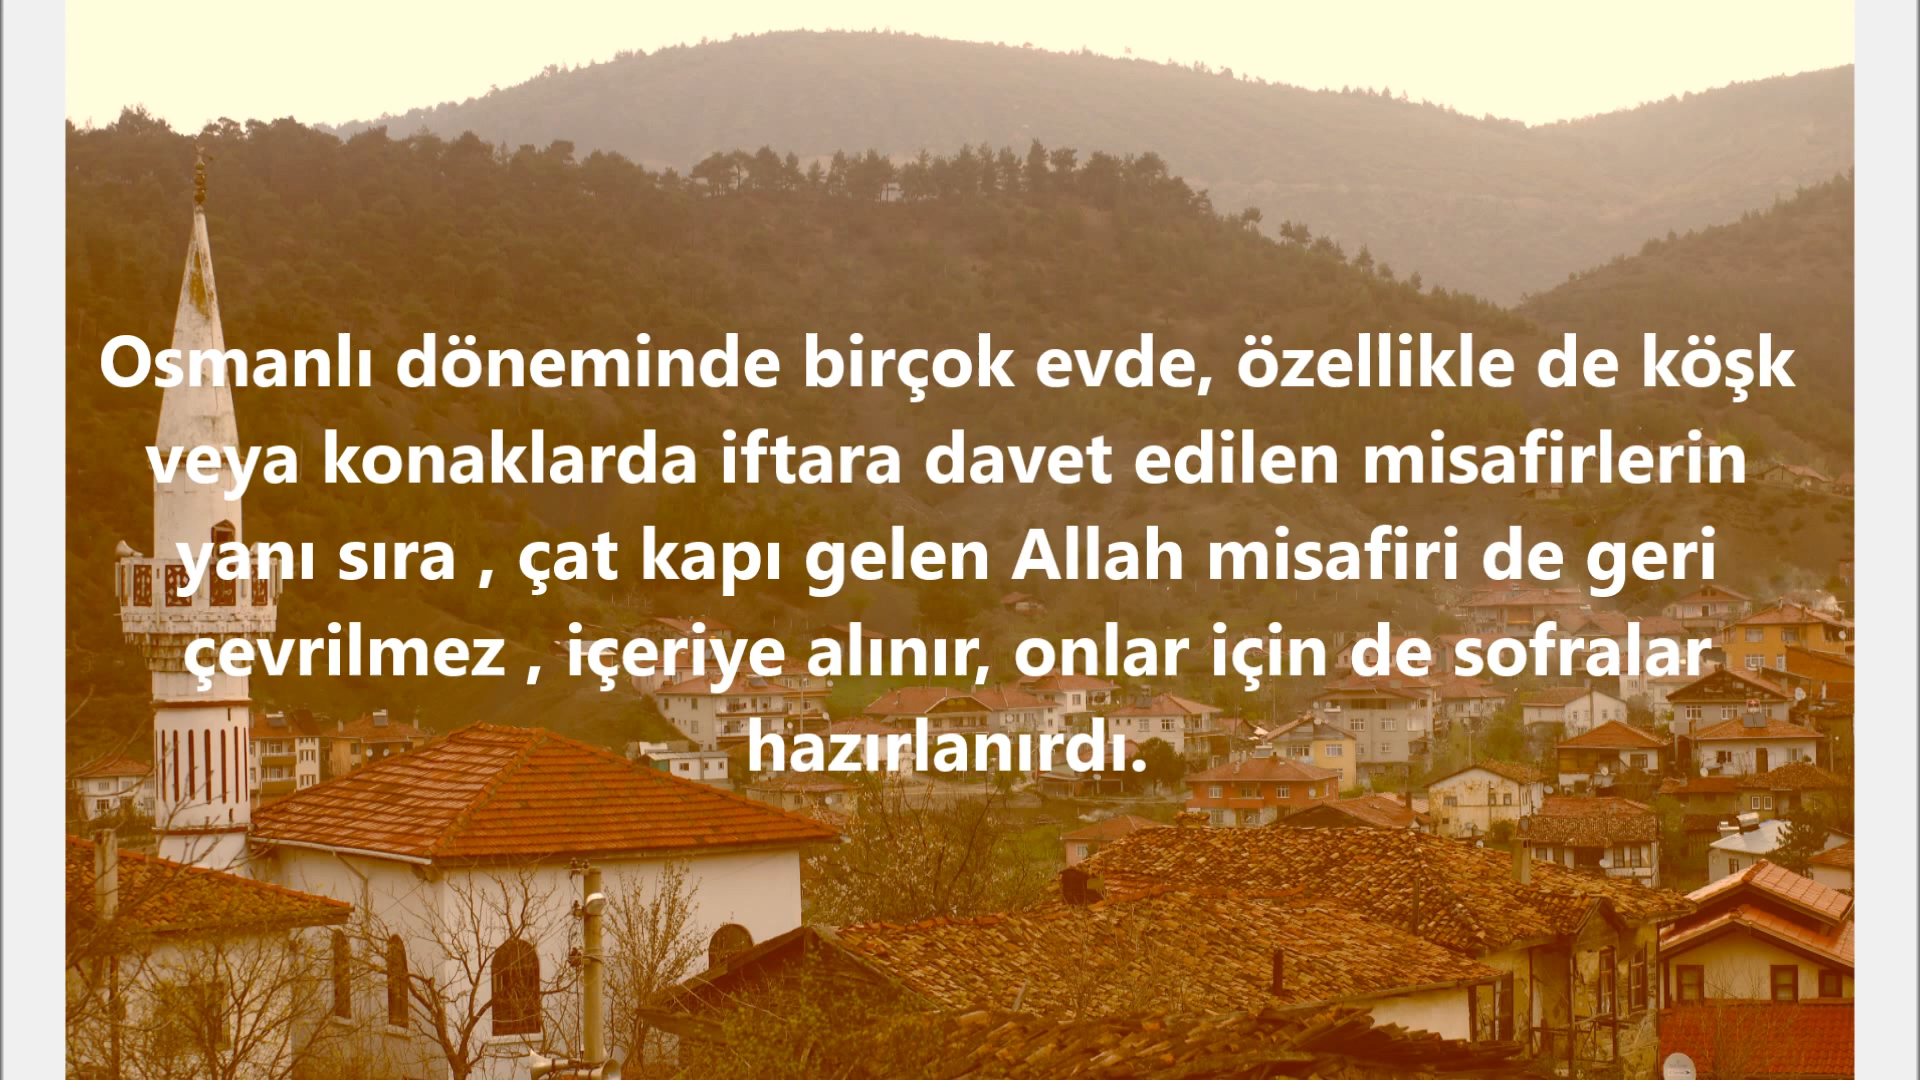 Osmanlı döneminde birçok evde, özellikle de köşk
veya konaklarda iftara davet edilen misafirlerin
yanı sıra , çat kapı gelen Allah misafiri de geri
çevrilmez , içeriye alınır, onlar için de sofralar
hazırlanırdı.